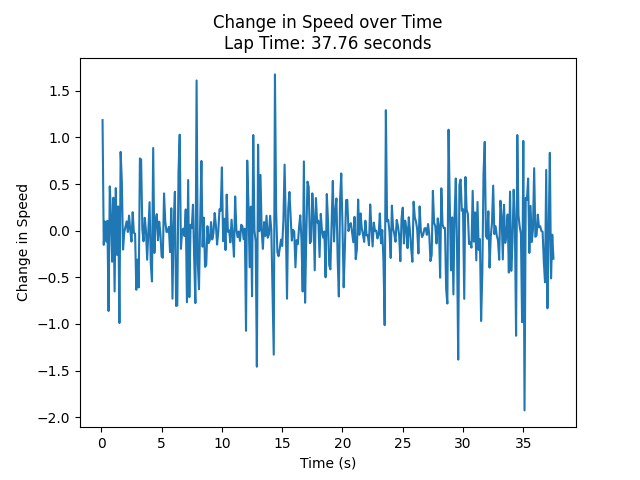 Change in Speed over Time
Lap Time: 37.76 seconds
Change in Speed
1.5
1.0
0.5
0.0
−0.5
−1.0
−1.5
−2.0
0 5 10 15 20 25 30 35
Time (s)